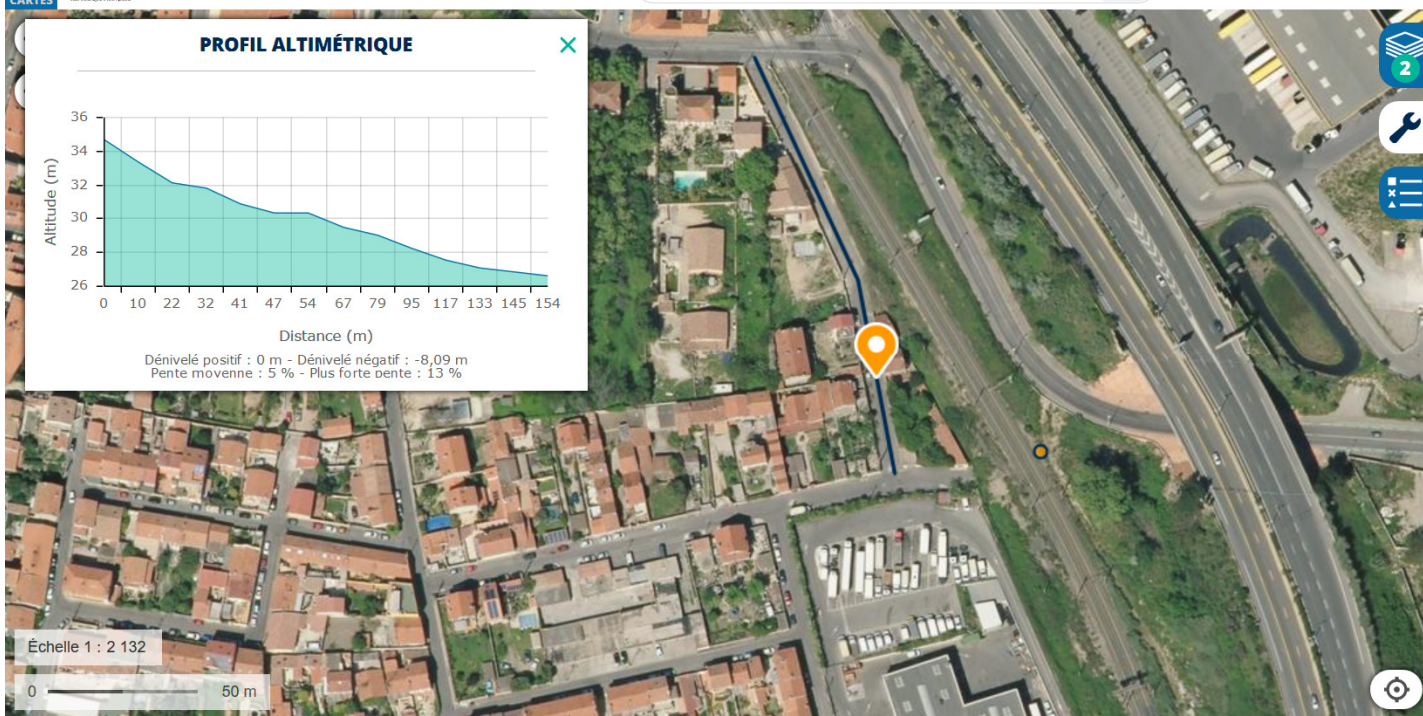 CARTES
PROFIL ALTIMÉTRIQUE
2
36
34
32
30
28
26
Altitude (m)
0 10 22 32 41 47 54 67 79 95 117 133 145 154
Distance (m)
Dénivelé positif : 0 m - Dénivelé négatif : -8,09 m
Pente moyenne : 5 % - Plus forte pente : 13 %
Échelle 1 : 2 132
0 50 m